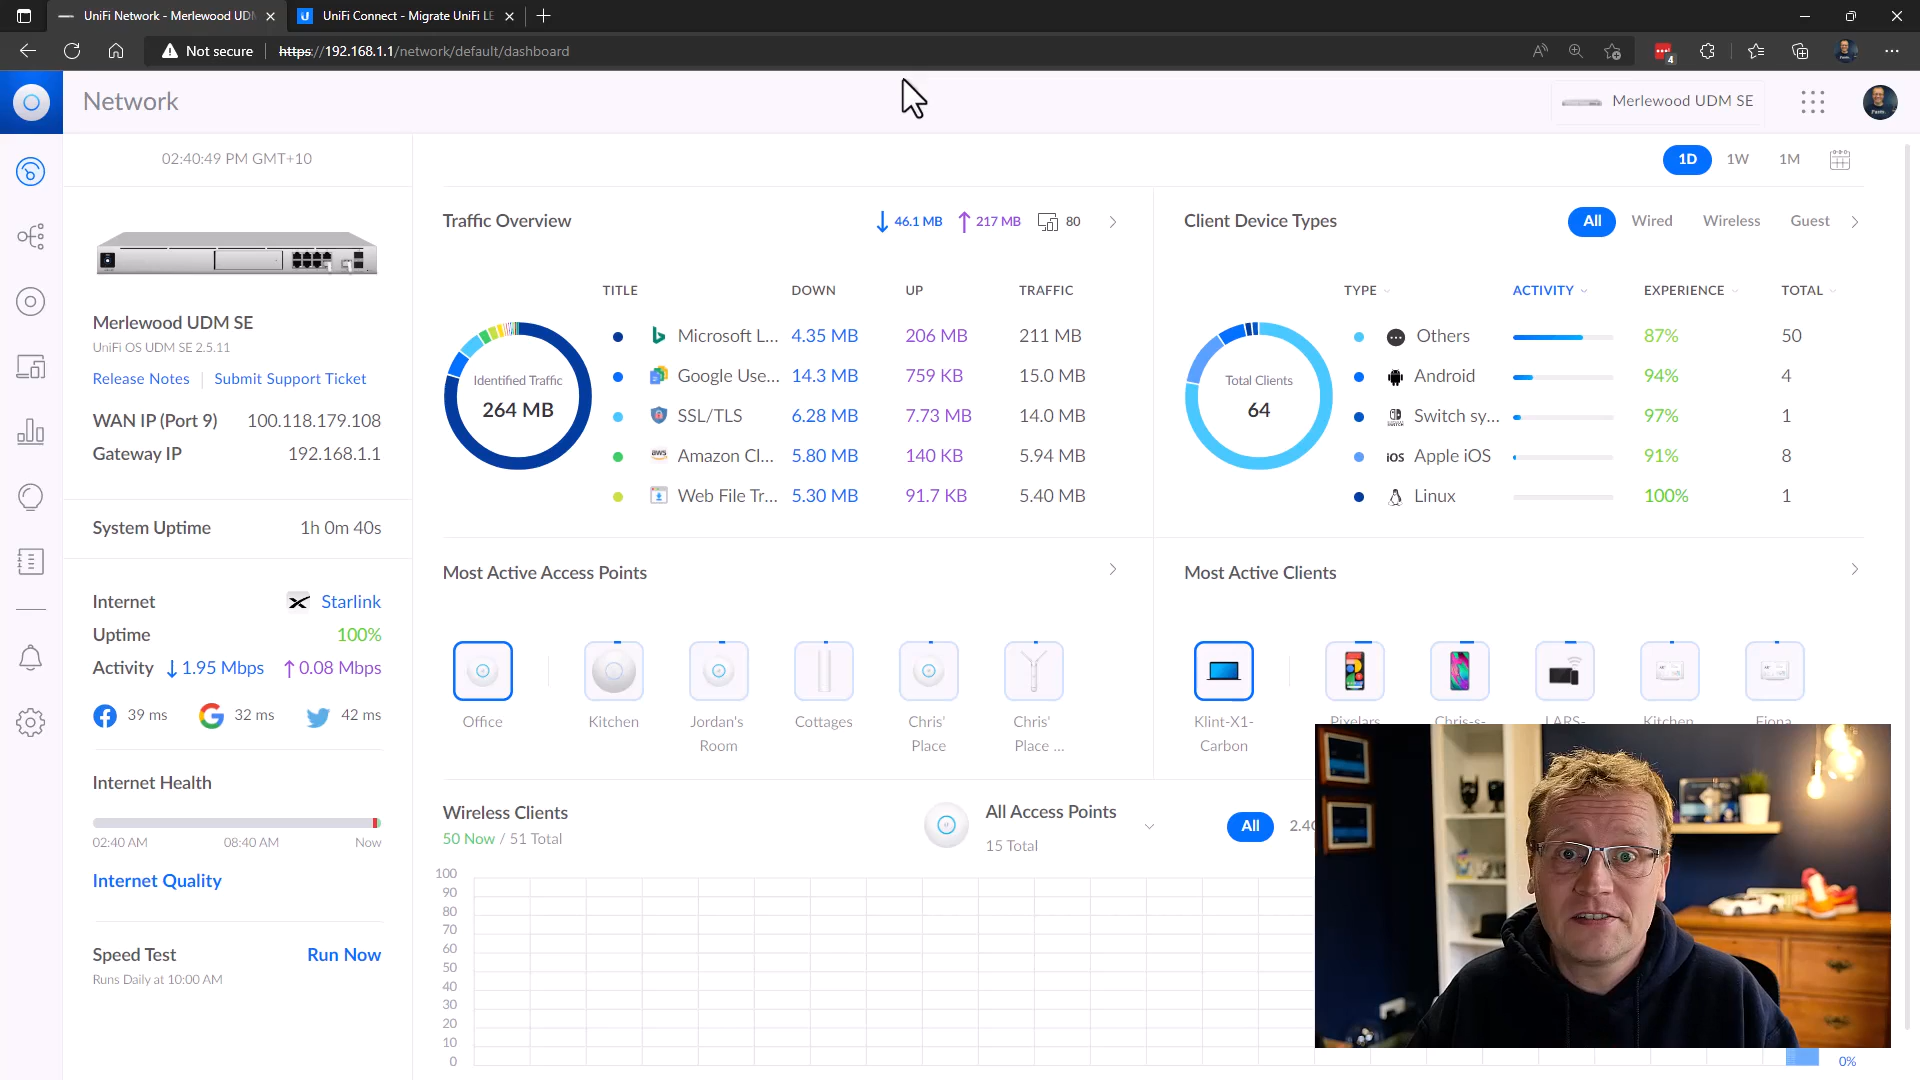 UniFi Network - Merlewood UDM
UniFi Connect - Migrate UniFi LE
Not secure
https://192.168.1.1/network/default/dashboard
4
Network
Merlewood UDM SE
02:40:49 PM GMT+10
1D
1W
1M
Merlewood UDM SE
UniFi OS UDM SE 2.5.11
Release Notes
Submit Support Ticket
WAN IP (Port 9)
100.118.179.108
Gateway IP
192.168.1.1
System Uptime
1h 0m 40s
Internet
Starlink
Uptime
100%
Activity
1.95 Mbps
0.08 Mbps
39 ms
32 ms
42 ms
Internet Health
02:40 AM
08:40 AM
Now
Internet Quality
Speed Test
Run Now
Runs Daily at 10:00 AM
Traffic Overview
46.1 MB
217 MB
80
TITLE
DOWN
UP
TRAFFIC
Identified Traffic
264 MB
Microsoft L...
4.35 MB
206 MB
211 MB
Google Use...
14.3 MB
759 KB
15.0 MB
SSL/TLS
6.28 MB
7.73 MB
14.0 MB
aws
Amazon Cl...
5.80 MB
140 KB
5.94 MB
Web File Tr...
5.30 MB
91.7 KB
5.40 MB
Client Device Types
All
Wired
Wireless
Guest
TYPE
ACTIVITY
EXPERIENCE
TOTAL
Total Clients
64
Others
87%
50
Android
94%
4
Switch sy...
97%
1
iOS
Apple iOS
91%
8
Linux
100%
1
Most Active Access Points
Office
Kitchen
Jordan's
Room
Cottages
Chris'
Place
Chris'
Place ...
Most Active Clients
Klint-X1-
Carbon
Pixelars
Chris-s-
LARS-
Kitchen
Fiona
Wireless Clients
50 Now / 51 Total
All Access Points
15 Total
All
2.4G
100
90
80
70
60
50
40
30
20
10
0
0%